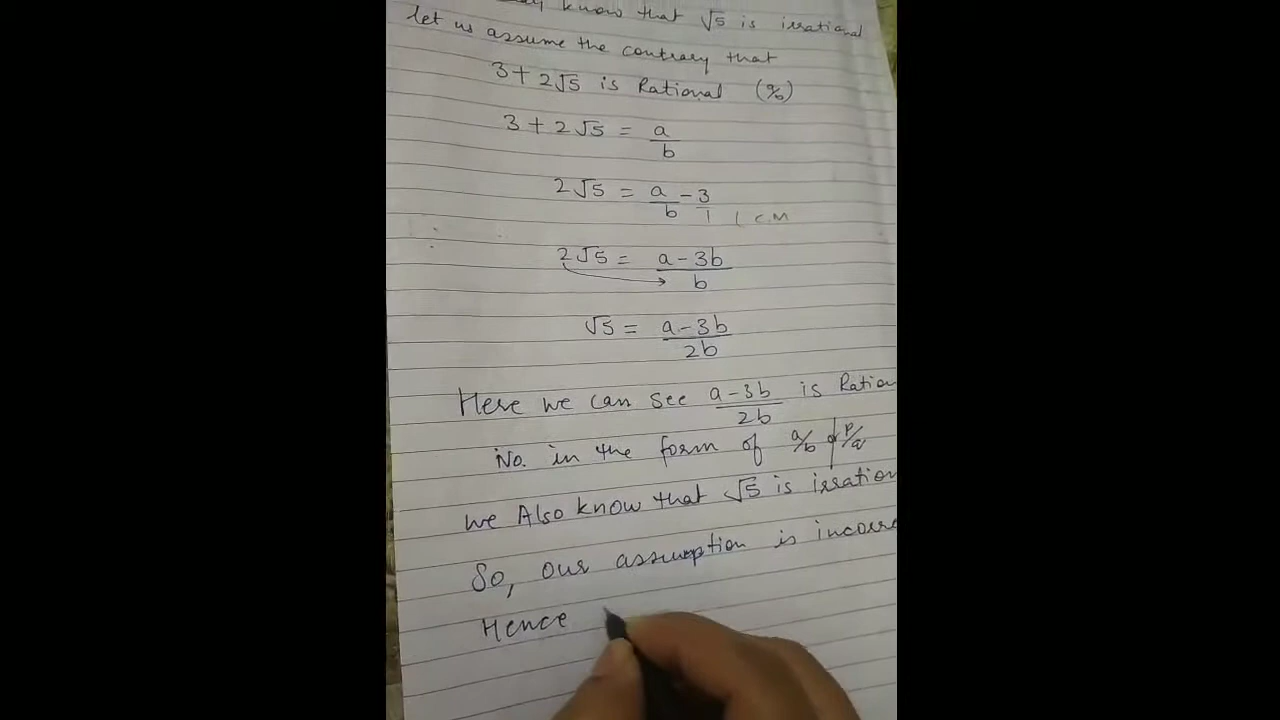 know that √5 is irrational
let us assume the contrary that
3 + 2√5 is Rational (a/b)
3 + 2√5 = a/b
2√5 = a/b - 3/1 LCM
2√5 = a - 3b/b
√5 = a - 3b/2b
Here we can see a - 3b/2b is Ration
No. in the form of a/b or p/q
we Also know that √5 is irration
So, our assumption is incorre
Hence